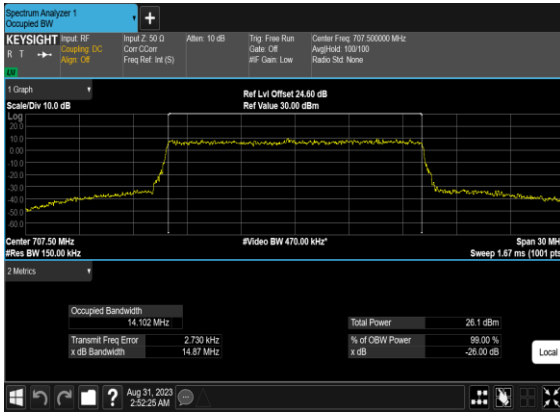 Spectrum Analyzer 1
Occupied BW
KEYSIGHT
R T
LXI
Input: RF
Coupling: DC
Align: Off
Input Z: 50 Ω
Corr CCorr
Freq Ref: Int (S)
Atten: 10 dB
Trig: Free Run
Gate: Off
#IF Gain: Low
Center Freq: 707.500000 MHz
Avg|Hold: 100/100
Radio Std: None
1 Graph
Scale/Div 10.0 dB
Ref Lvl Offset 24.60 dB
Ref Value 30.00 dBm
Log
20.0
10.0
0.00
-10.0
-20.0
-30.0
-40.0
-50.0
-60.0
Center 707.50 MHz
#Res BW 150.00 kHz
#Video BW 470.00 kHz*
Span 30 MH
Sweep 1.67 ms (1001 pts
2 Metrics
Occupied Bandwidth
14.102 MHz
Transmit Freq Error 2.730 kHz
x dB Bandwidth 14.87 MHz
Total Power 26.1 dBm
% of OBW Power 99.00 %
x dB -26.00 dB
Local
Aug 31, 2023
2:52:25 AM